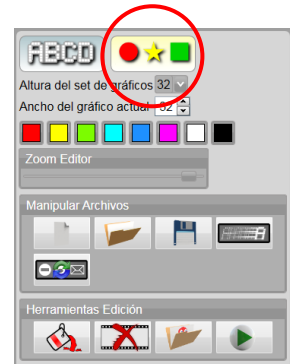 ABCD
Altura del set de gráficos 32
Ancho del gráfico actual 32
Zoom Editor
Manipular Archivos
Herramientas Edición